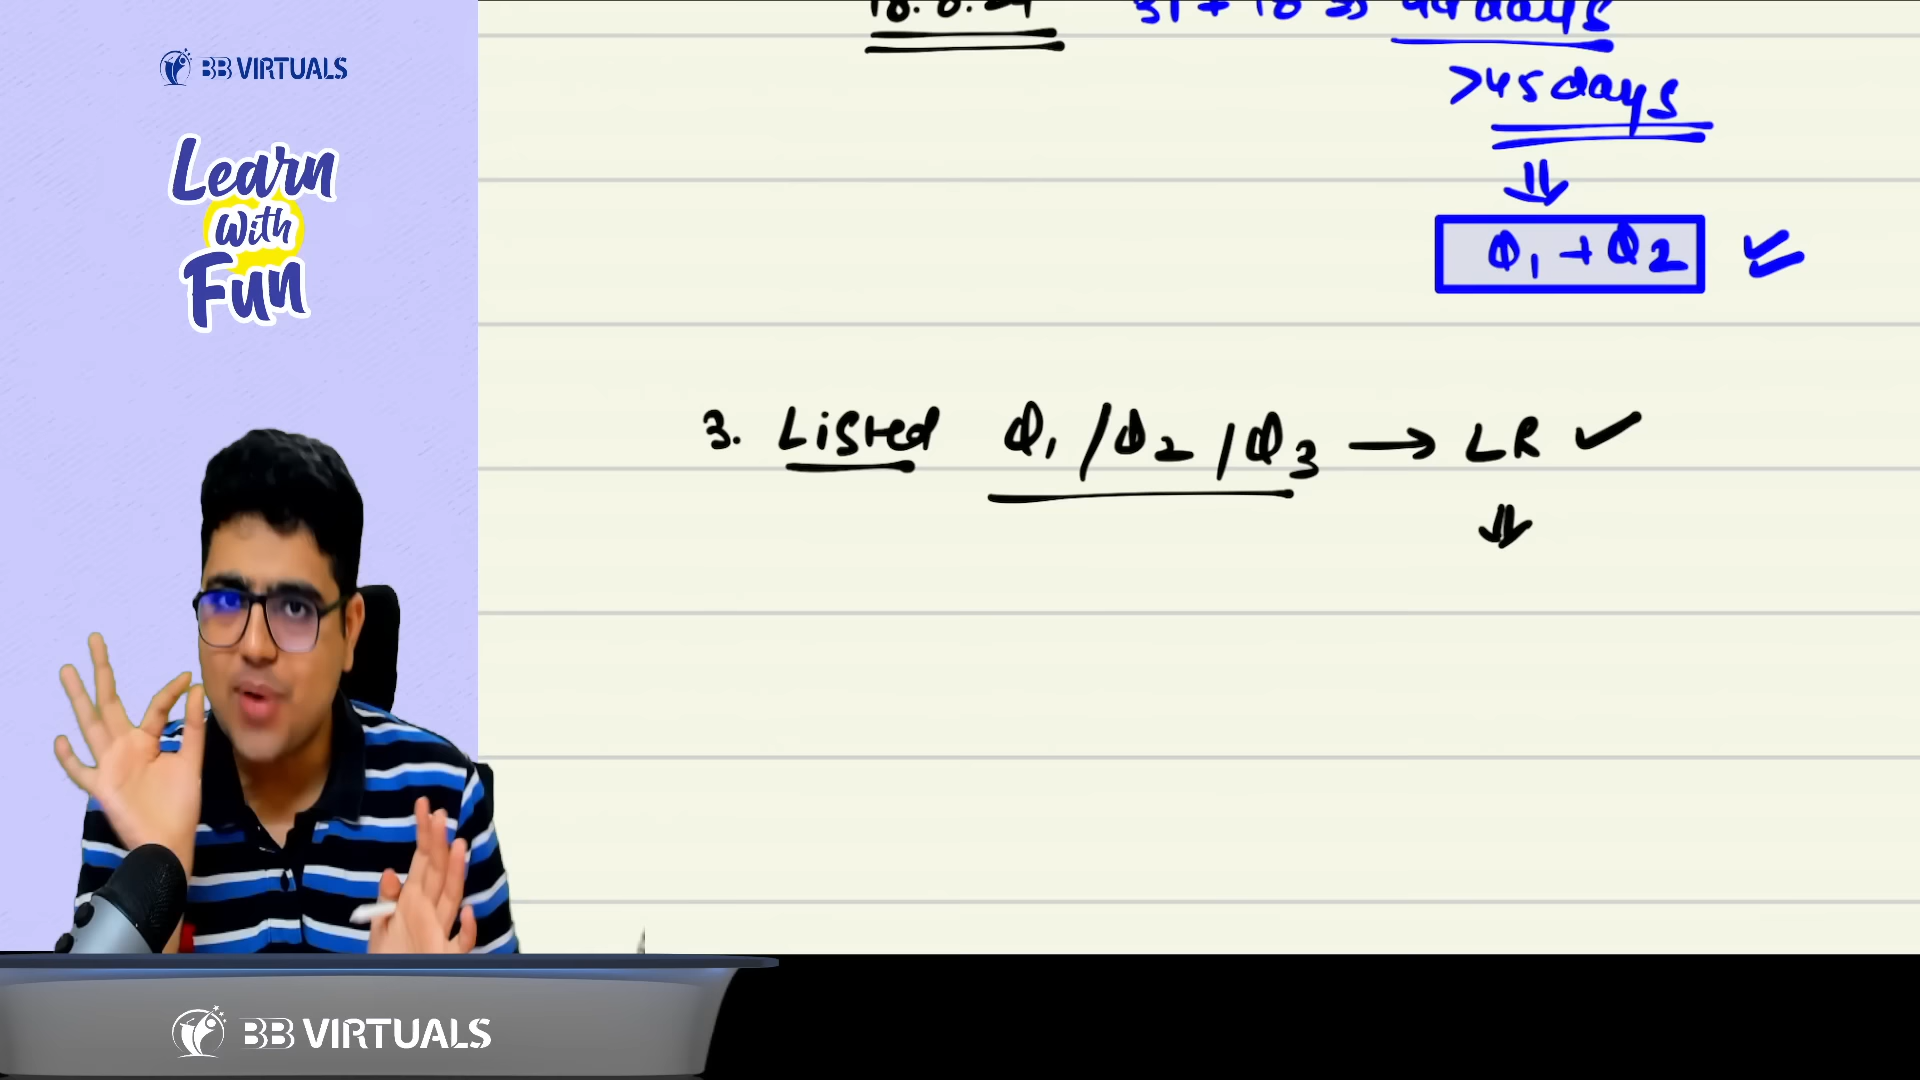 BB VIRTUALS
Learn
With
Fun
>45 days
Q1 + Q2
3. Listed Q1 / Q2 / Q3 → LR ✓
BB VIRTUALS